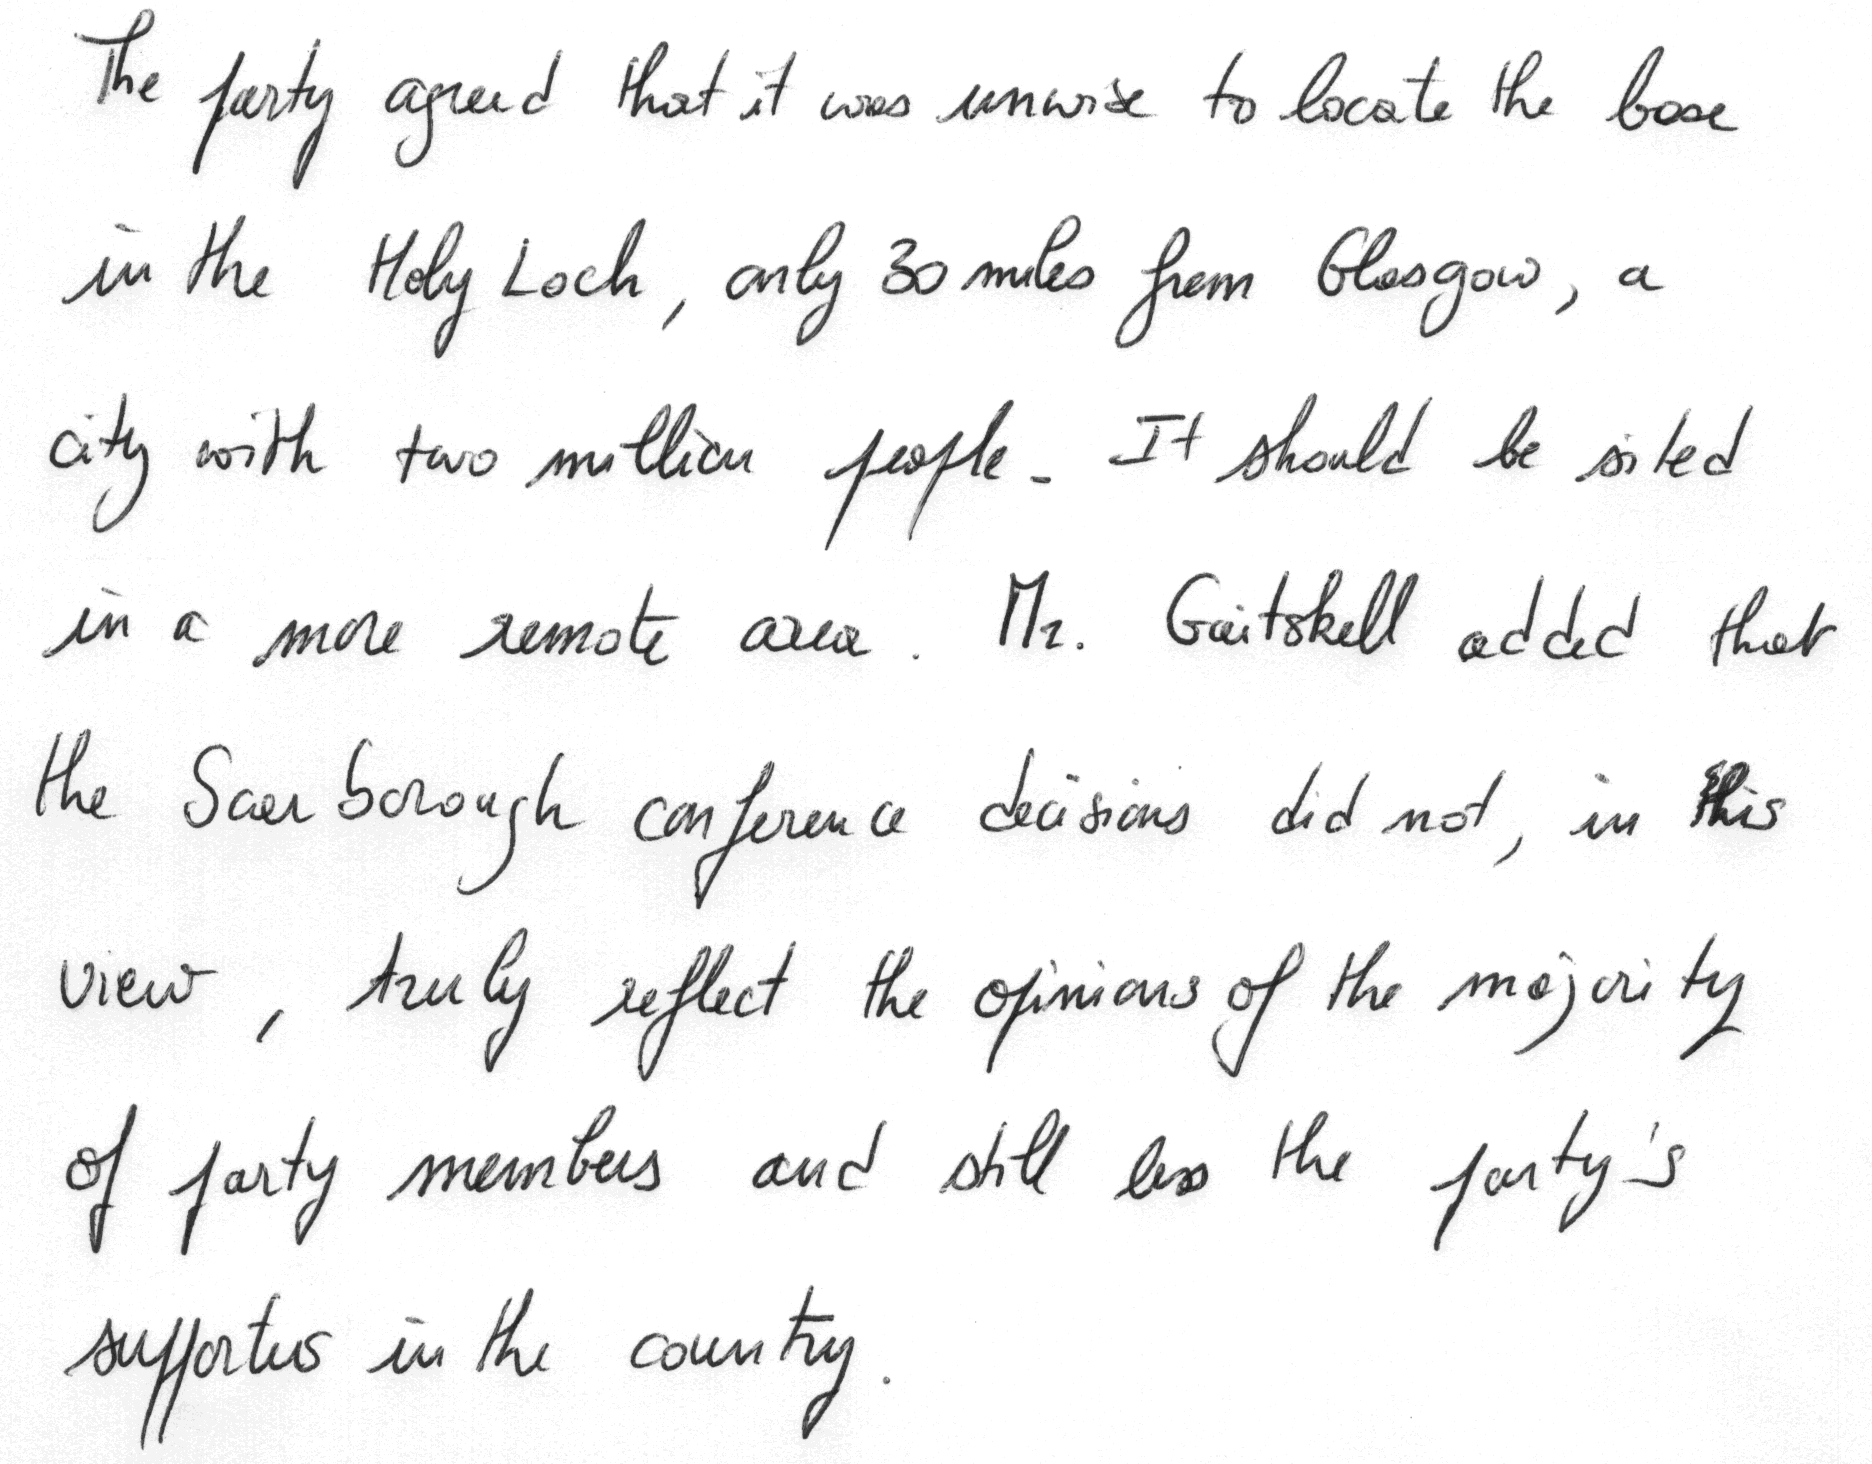 The party agreed that it was unwise to locate the base
in the Holy Loch, only 30 miles from Glasgow, a
city with two million people. It should be sited
in a more remote area. Mr. Gaitskell added that
the Scarborough conference decisions did not, in this
view, truly reflect the opinions of the majority
of party members and still less the party's
supporters in the country.